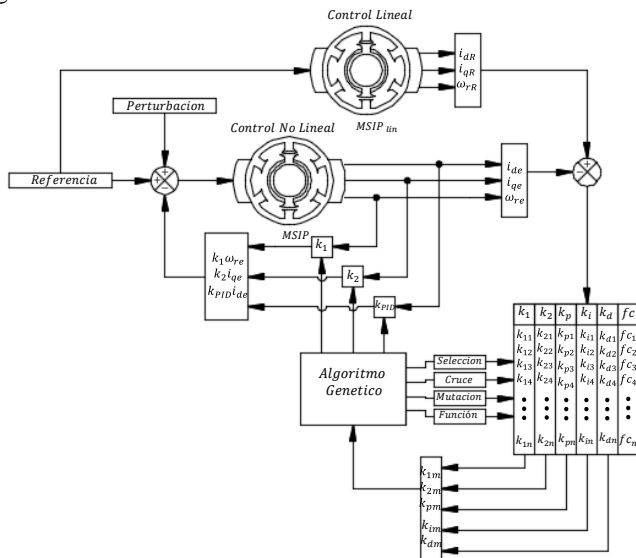 Control Lineal
i_dR
i_qR
ω_rR
MSIP_lin
Perturbacion
Control No Lineal
Referencia
+
+
+
-
+
-
i_de
i_qe
ω_re
MSIP
k_1
k_2
k_PID
k_1ω_re
k_2i_qe
k_PIDi_de
Algoritmo
Genetico
Seleccion
Cruce
Mutacion
Función
k_1 k_2 k_p k_i k_d fc
k_11 k_21 k_p1 k_i1 k_d1 fc_1
k_12 k_22 k_p2 k_i2 k_d2 fc_2
k_13 k_23 k_p3 k_i3 k_d3 fc_3
k_14 k_24 k_p4 k_i4 k_d4 fc_4
k_1n k_2n k_pn k_in k_dn fc_n
k_1m
k_2m
k_pm
k_im
k_dm